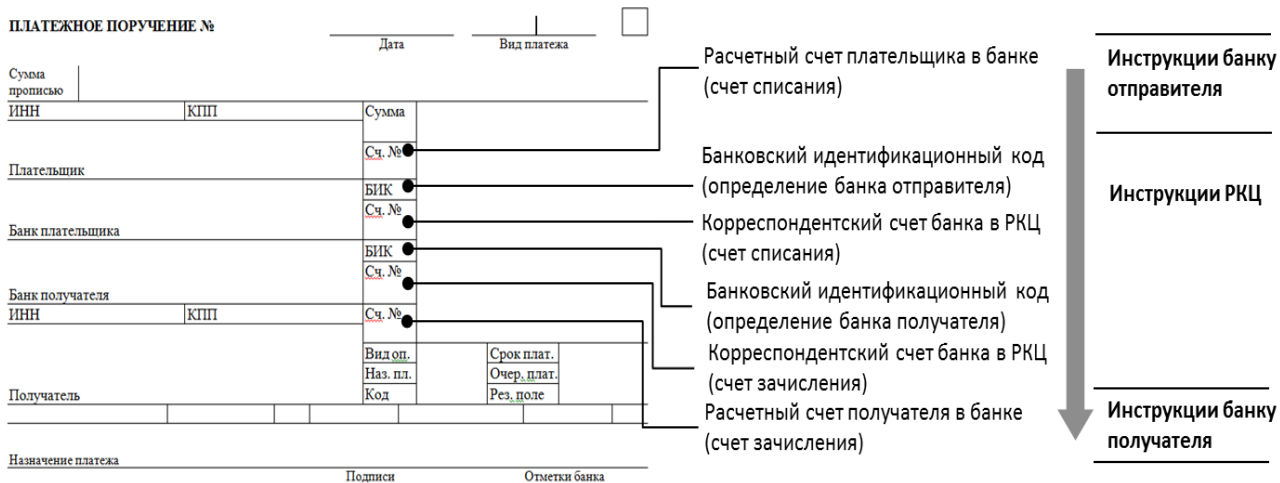 ПЛАТЕЖНОЕ ПОРУЧЕНИЕ №
Дата
Вид платежа
Сумма
прописью
ИНН
КПП
Сумма
Сч. №
Плательщик
БИК
Сч. №
Банк плательщика
БИК
Сч. №
Банк получателя
ИНН
КПП
Сч. №
Вид оп.
Срок плат.
Наз. пл.
Очер. плат.
Получатель
Код
Рез. поле
Назначение платежа
Подписи
Отметки банка
Расчетный счет плательщика в банке
(счет списания)
Банковский идентификационный код
(определение банка отправителя)
Корреспондентский счет банка в РКЦ
(счет списания)
Банковский идентификационный код
(определение банка получателя)
Корреспондентский счет банка в РКЦ
(счет зачисления)
Расчетный счет получателя в банке
(счет зачисления)
Инструкции банку
отправителя
Инструкции РКЦ
Инструкции банку
получателя